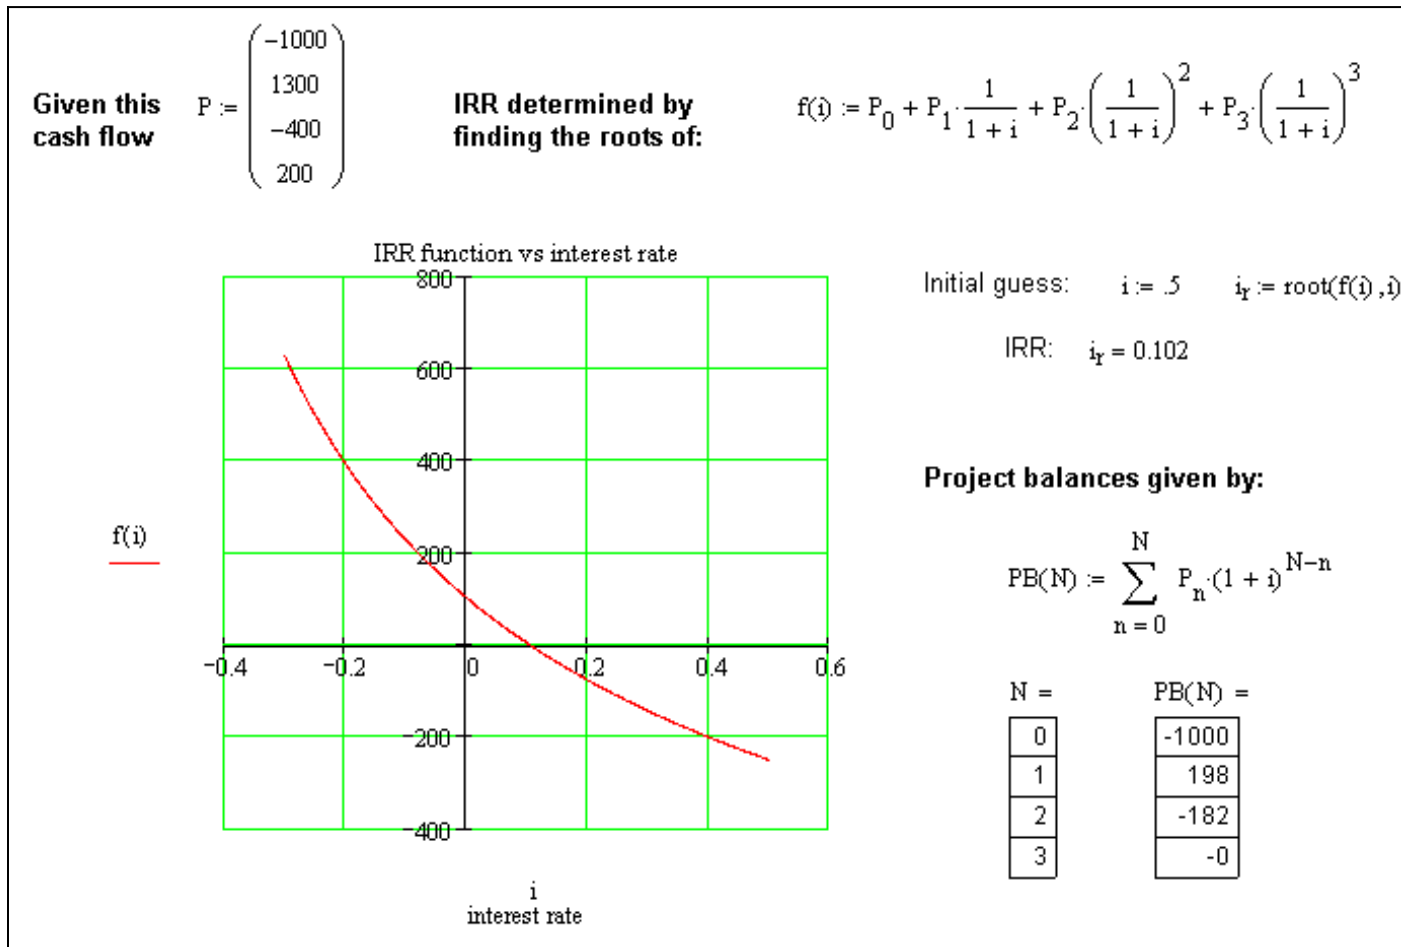 Given this cash flow
P := ( −1000 1300 −400 200 )
IRR determined by finding the roots of:
f(i) := P₀ + P₁·1/(1 + i) + P₂·(1/(1 + i))² + P₃·(1/(1 + i))³
IRR function vs interest rate
800
600
400
200
−200
−400
−0.4 −0.2 0 0.2 0.4 0.6
f(i)
i
interest rate
Initial guess: i := .5 iᵣ := root(f(i) ,i)
IRR: iᵣ = 0.102
Project balances given by:
PB(N) := ∑ₙ₌₀ᴺ Pₙ·(1 + i)ᴺ⁻ⁿ
N = PB(N) =
0 -1000
1 198
2 -182
3 -0